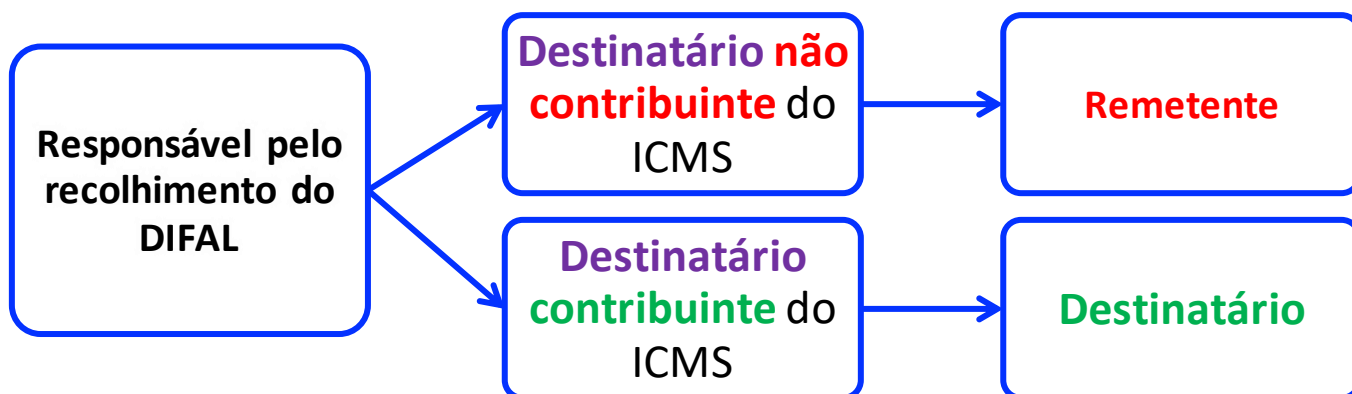 Responsável pelo
recolhimento do
DIFAL
Destinatário não
contribuinte do
ICMS
Remetente
Destinatário
contribuinte do
ICMS
Destinatário